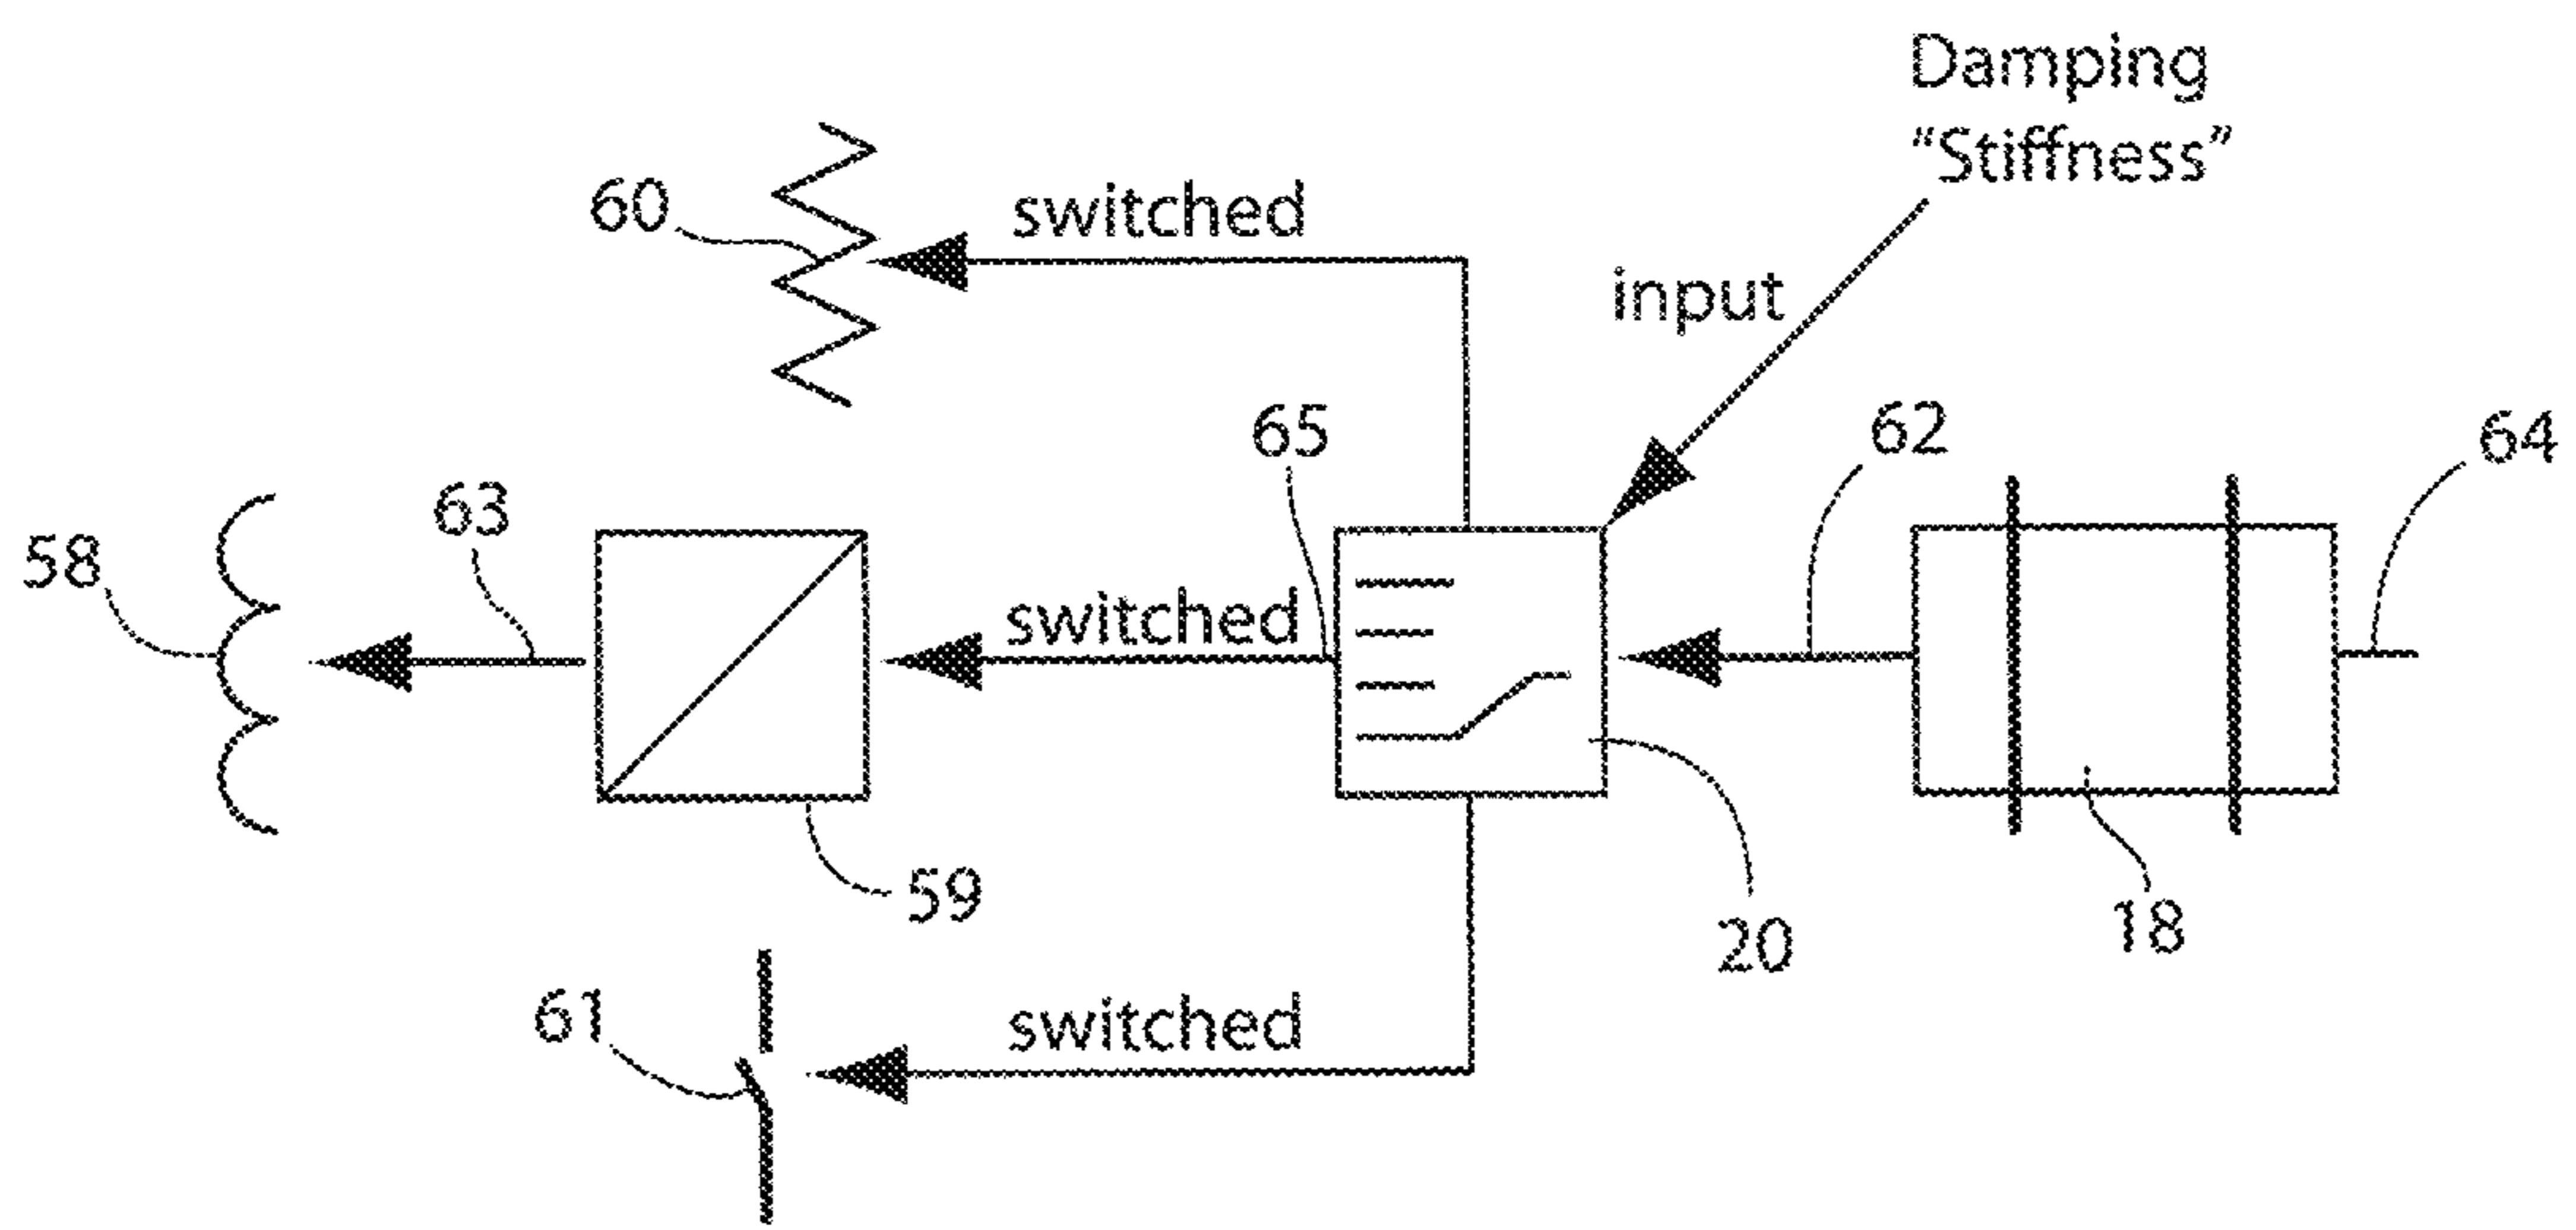 Damping
“Stiffness”
60
switched
input
65
62
64
63
58
switched
59
20
18
61
switched